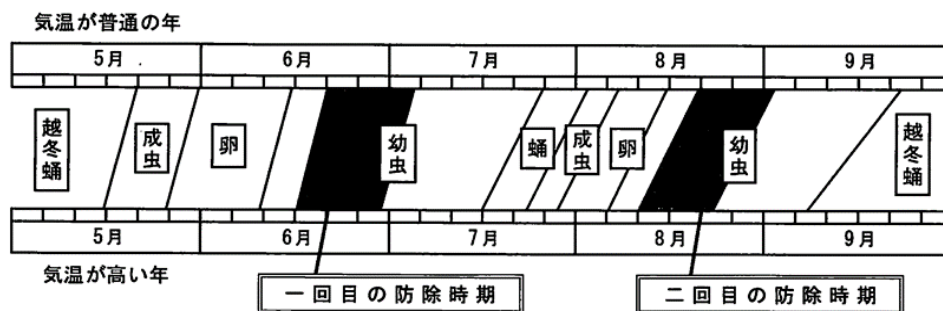 気温が普通の年
5月 6月 7月 8月 9月
越冬蛹
成虫
卵
幼虫
蛹
成虫
卵
幼虫
越冬蛹
5月 6月 7月 8月 9月
気温が高い年
一回目の防除時期
二回目の防除時期